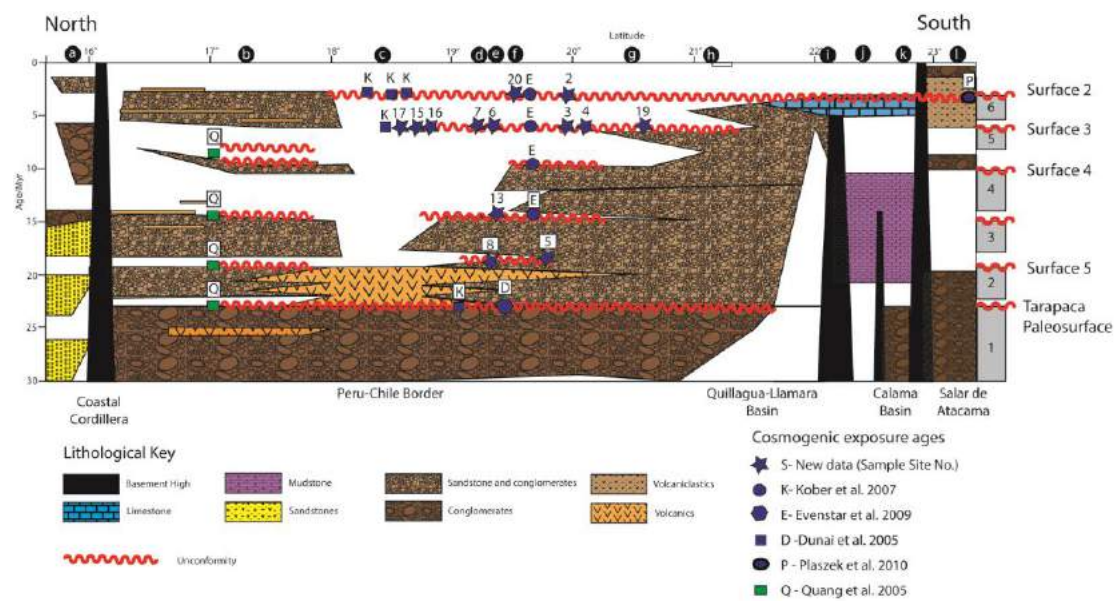 North
South
Latitude
a 16° 17° b 18° c 19° d e f 20° g 21° h 22° i j k 23° l
Age/Myr
0
5
10
15
20
25
30
K K K 20 E 2
P
Surface 2
6
K 17 15 16 7 6 E 3 4 19
Surface 3
5
Q
E
Surface 4
4
Q
13 E
3
Q
8 5
Surface 5
2
Q
K D
Tarapaca
Paleosurface
1
Coastal
Cordillera
Peru-Chile Border
Quillagua-Llamara
Basin
Calama
Basin
Salar de
Atacama
Lithological Key
Basement High
Mudstone
Sandstone and conglomerates
Volcaniclastics
Limestone
Sandstones
Conglomerates
Volcanics
Unconformity
Cosmogenic exposure ages
S- New data (Sample Site No.)
K- Kober et al. 2007
E- Evenstar et al. 2009
D -Dunai et al. 2005
P - Plaszek et al. 2010
Q - Quang et al. 2005